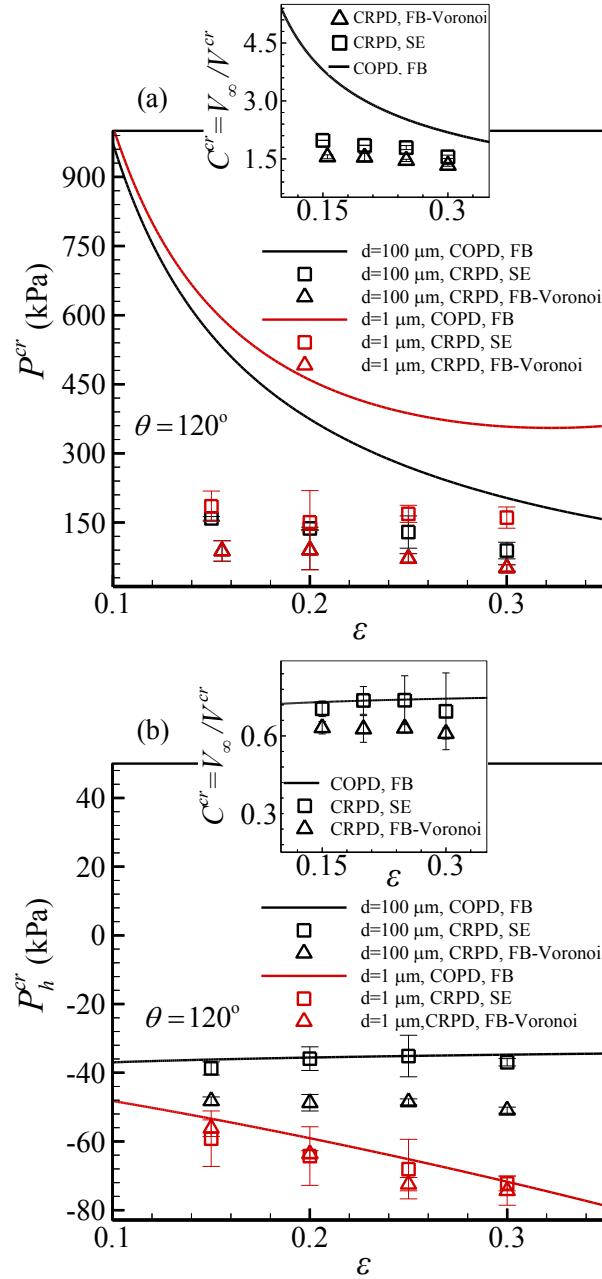 (a)
C^cr=V_∞/V^cr
4.5
3.0
1.5
0.15
0.3
CRPD, FB-Voronoi
CRPD, SE
COPD, FB
P^cr (kPa)
900
750
600
450
300
150
d=100 μm, COPD, FB
d=100 μm, CRPD, SE
d=100 μm, CRPD, FB-Voronoi
d=1 μm, COPD, FB
d=1 μm, CRPD, SE
d=1 μm, CRPD, FB-Voronoi
θ=120°
0.1
0.2
0.3
ε
(b)
C^cr=V_∞/V^cr
0.6
0.3
COPD, FB
CRPD, SE
CRPD, FB-Voronoi
0.15
0.3
ε
P_h^cr (kPa)
40
20
0
-20
-40
-60
-80
d=100 μm, COPD, FB
d=100 μm, CRPD, SE
d=100 μm, CRPD, FB-Voronoi
d=1 μm, COPD, FB
d=1 μm, CRPD, SE
d=1 μm,CRPD, FB-Voronoi
θ=120°
0.1
0.2
0.3
ε